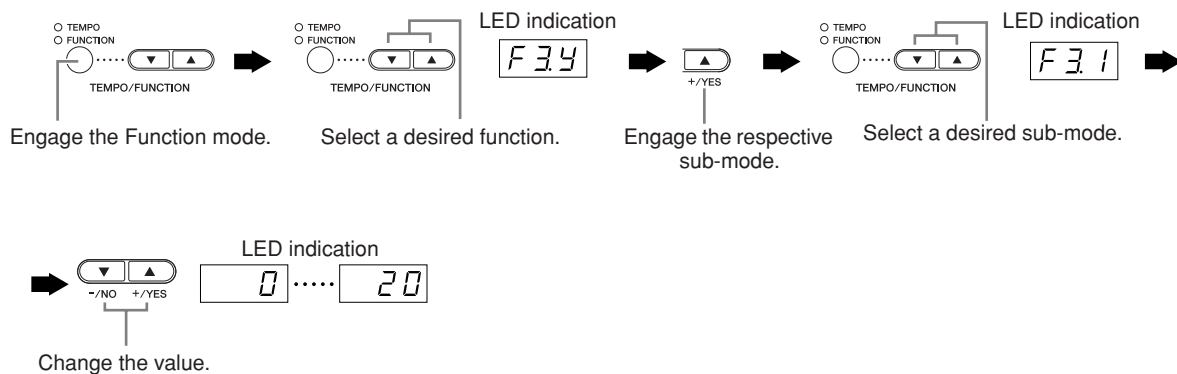 ○ TEMPO
○ FUNCTION
▼ ▲
TEMPO/FUNCTION
Engage the Function mode.
○ TEMPO
○ FUNCTION
▼ ▲
TEMPO/FUNCTION
Select a desired function.
LED indication
F 3.Y
▲
+/YES
Engage the respective
sub-mode.
○ TEMPO
○ FUNCTION
▼ ▲
TEMPO/FUNCTION
Select a desired sub-mode.
LED indication
F 3.1
▼ ▲
-/NO +/YES
Change the value.
LED indication
0 ..... 20